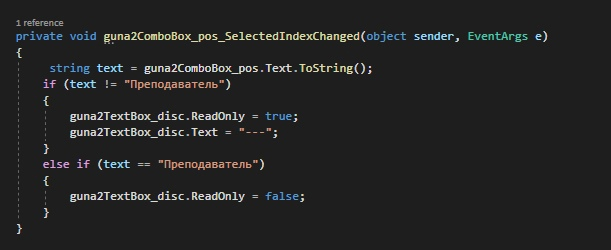 1 reference
private void guna2ComboBox_pos_SelectedIndexChanged(object sender, EventArgs e)
{
string text = guna2ComboBox_pos.Text.ToString();
if (text != "Преподаватель")
{
guna2TextBox_disc.ReadOnly = true;
guna2TextBox_disc.Text = "---";
}
else if (text == "Преподаватель")
{
guna2TextBox_disc.ReadOnly = false;
}
}